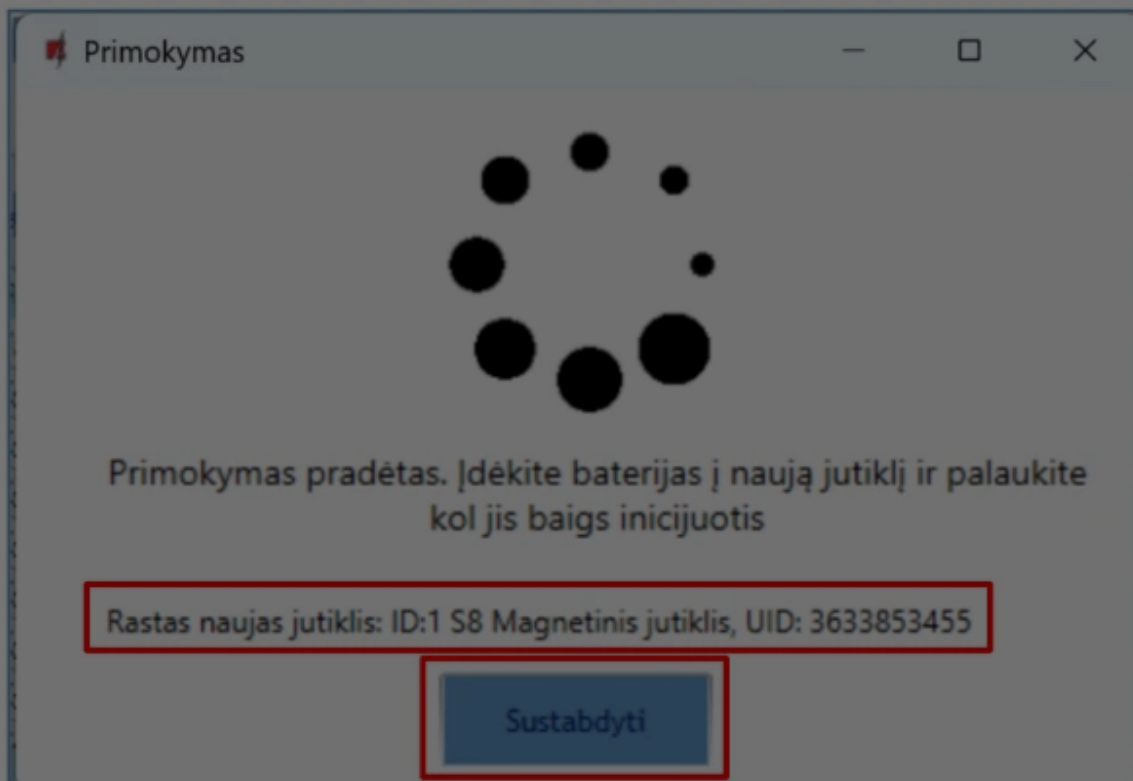 Primokymas
Primokymas pradėtas. Įdėkite baterijas į naują jutiklį ir palaukite
kol jis baigs inicijuotis
Rastas naujas jutiklis: ID:1 S8 Magnetinis jutiklis, UID: 3633853455
Sustabdyti